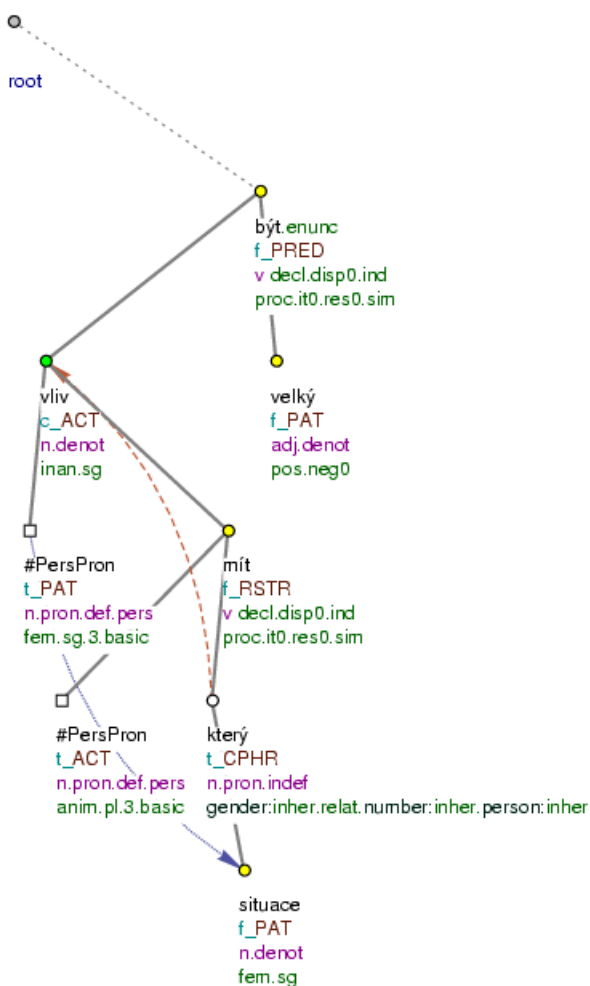 root
být.enunc
f_PRED
v decl.disp0.ind
proc.it0.res0.sim
vliv
c_ACT
n.denot
inan.sg
velký
f_PAT
adj.denot
pos.neg0
#PersPron
t_PAT
n.pron.def.pers
fem.sg.3.basic
mít
f_RSTR
v decl.disp0.ind
proc.it0.res0.sim
#PersPron
t_ACT
n.pron.def.pers
anim.pl.3.basic
který
t_CPHR
n.pron.indef
gender:inher.relat.number:inher.person:inher
situace
f_PAT
n.denot
fem.sg